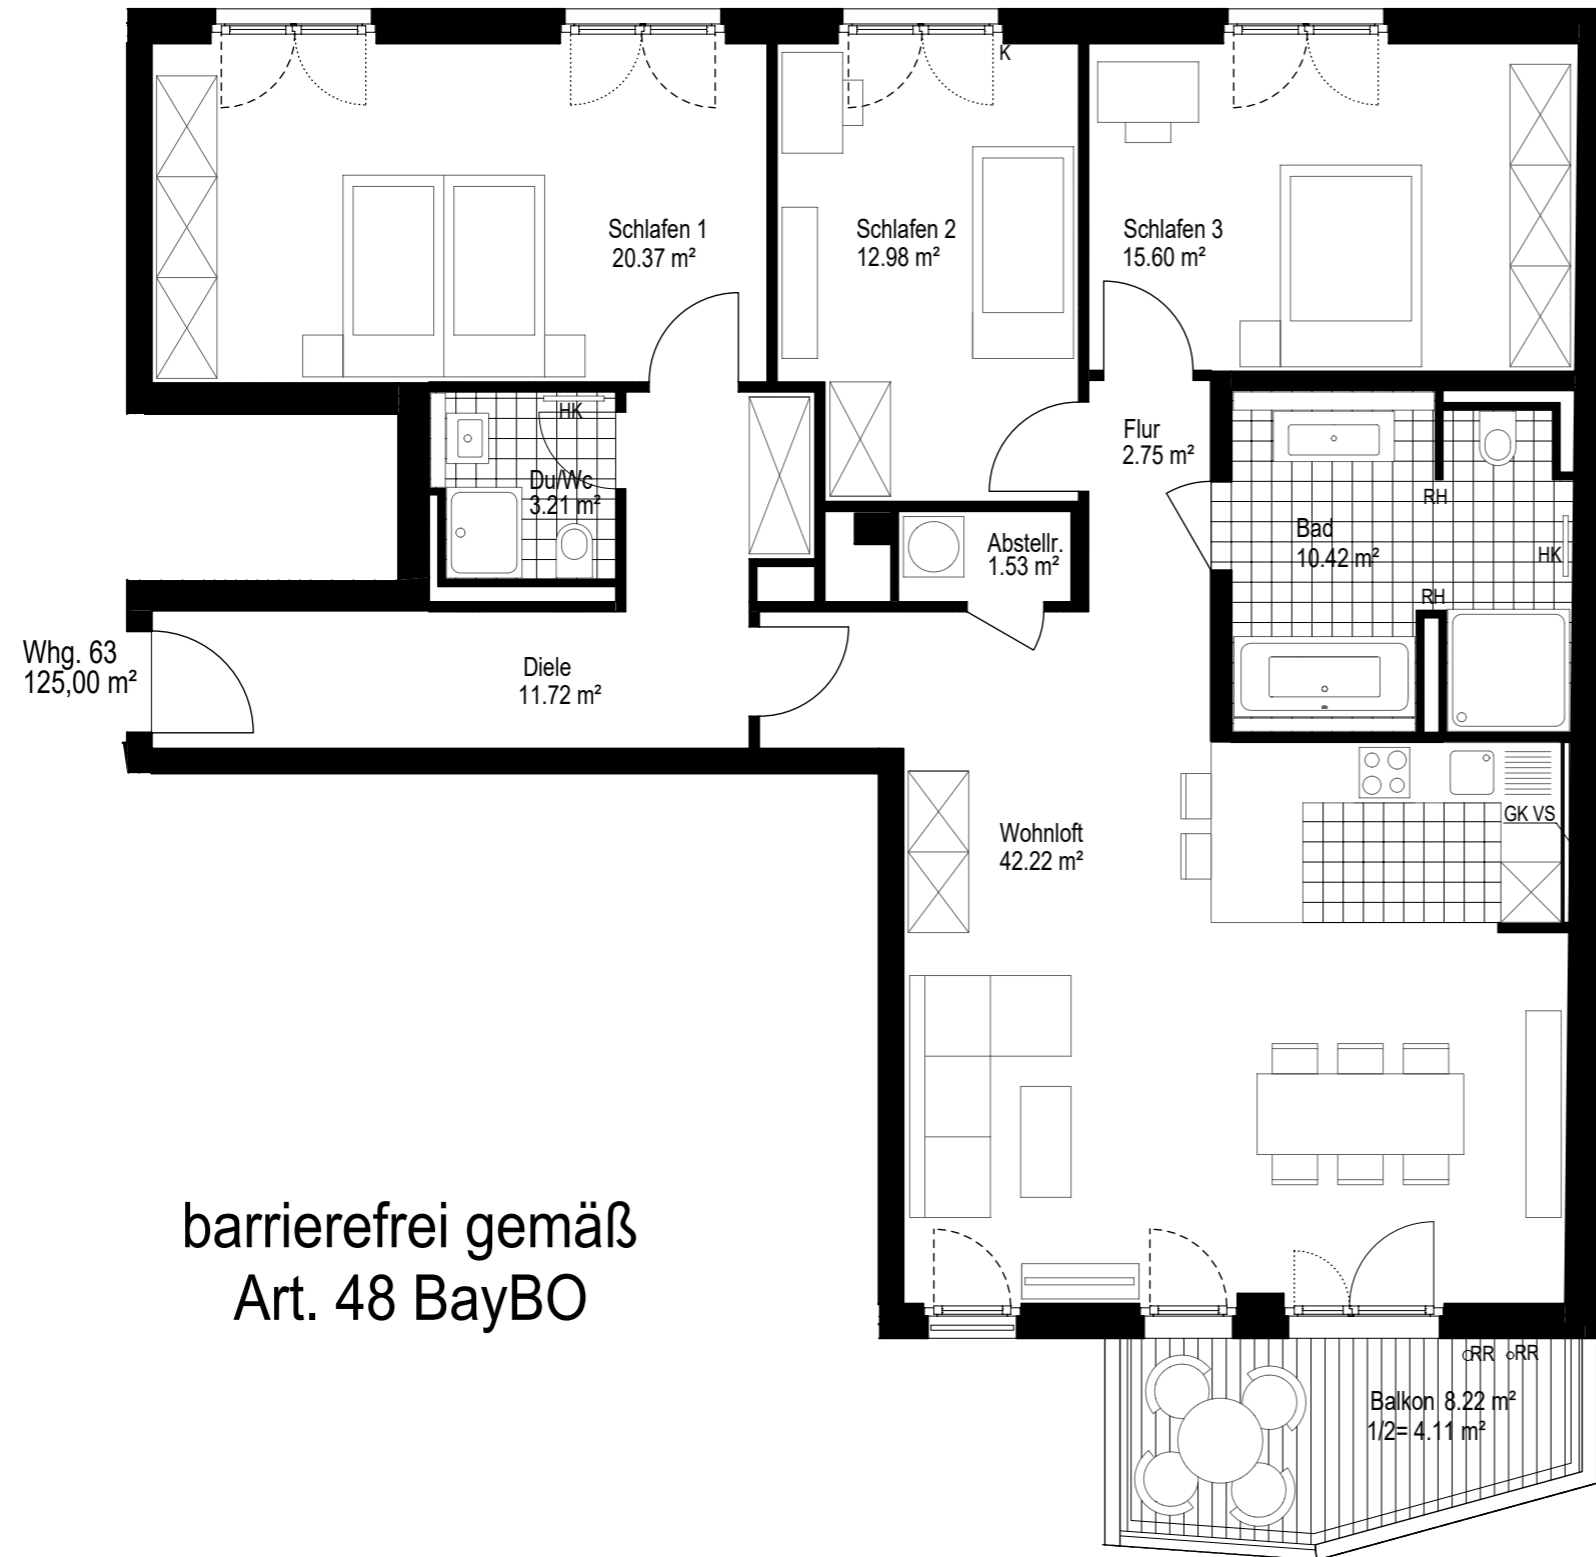 K
Schlafen 1
20.37 m²
Schlafen 2
12.98 m²
Schlafen 3
15.60 m²
HK
Du/Wc
3.21 m²
Flur
2.75 m²
RH
Bad
10.42 m²
HK
RH
Abstellr.
1.53 m²
Whg. 63
125,00 m²
Diele
11.72 m²
Wohnloft
42.22 m²
GK VS
barrierefrei gemäß
Art. 48 BayBO
RR RR
Balkon 8.22 m²
1/2= 4.11 m²